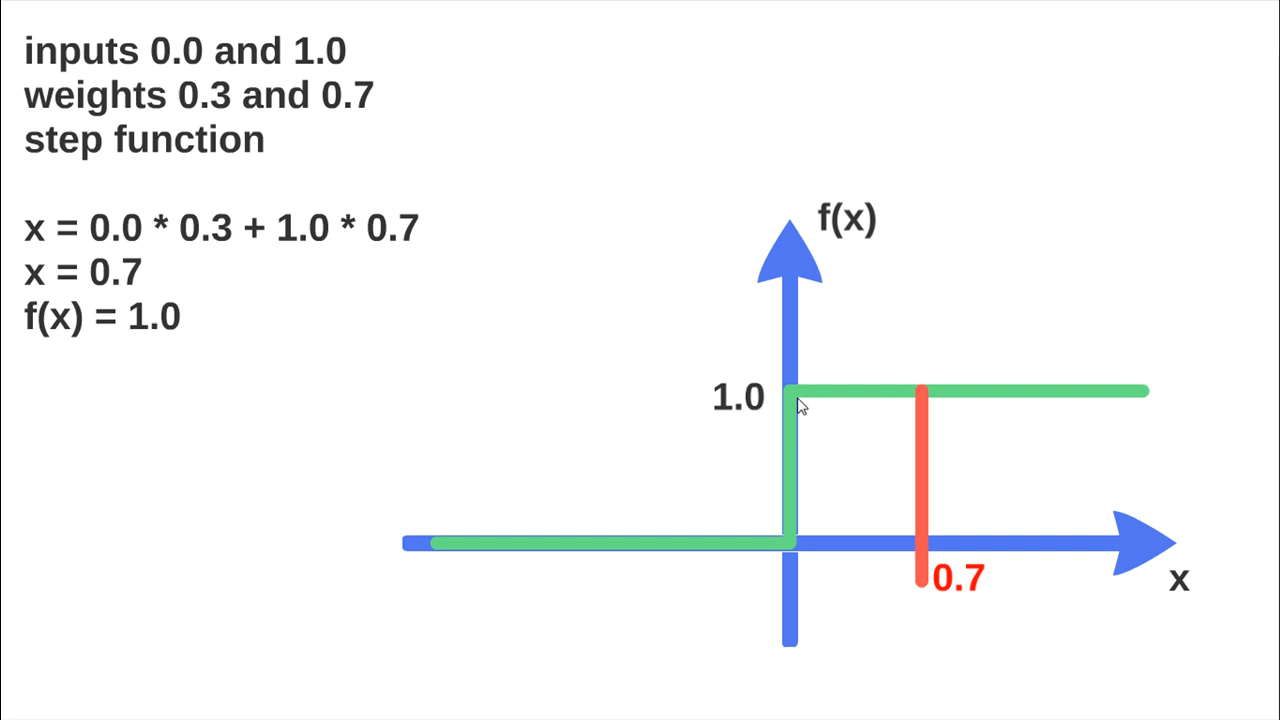 inputs 0.0 and 1.0
weights 0.3 and 0.7
step function
x = 0.0 * 0.3 + 1.0 * 0.7
x = 0.7
f(x) = 1.0
f(x)
1.0
0.7
x